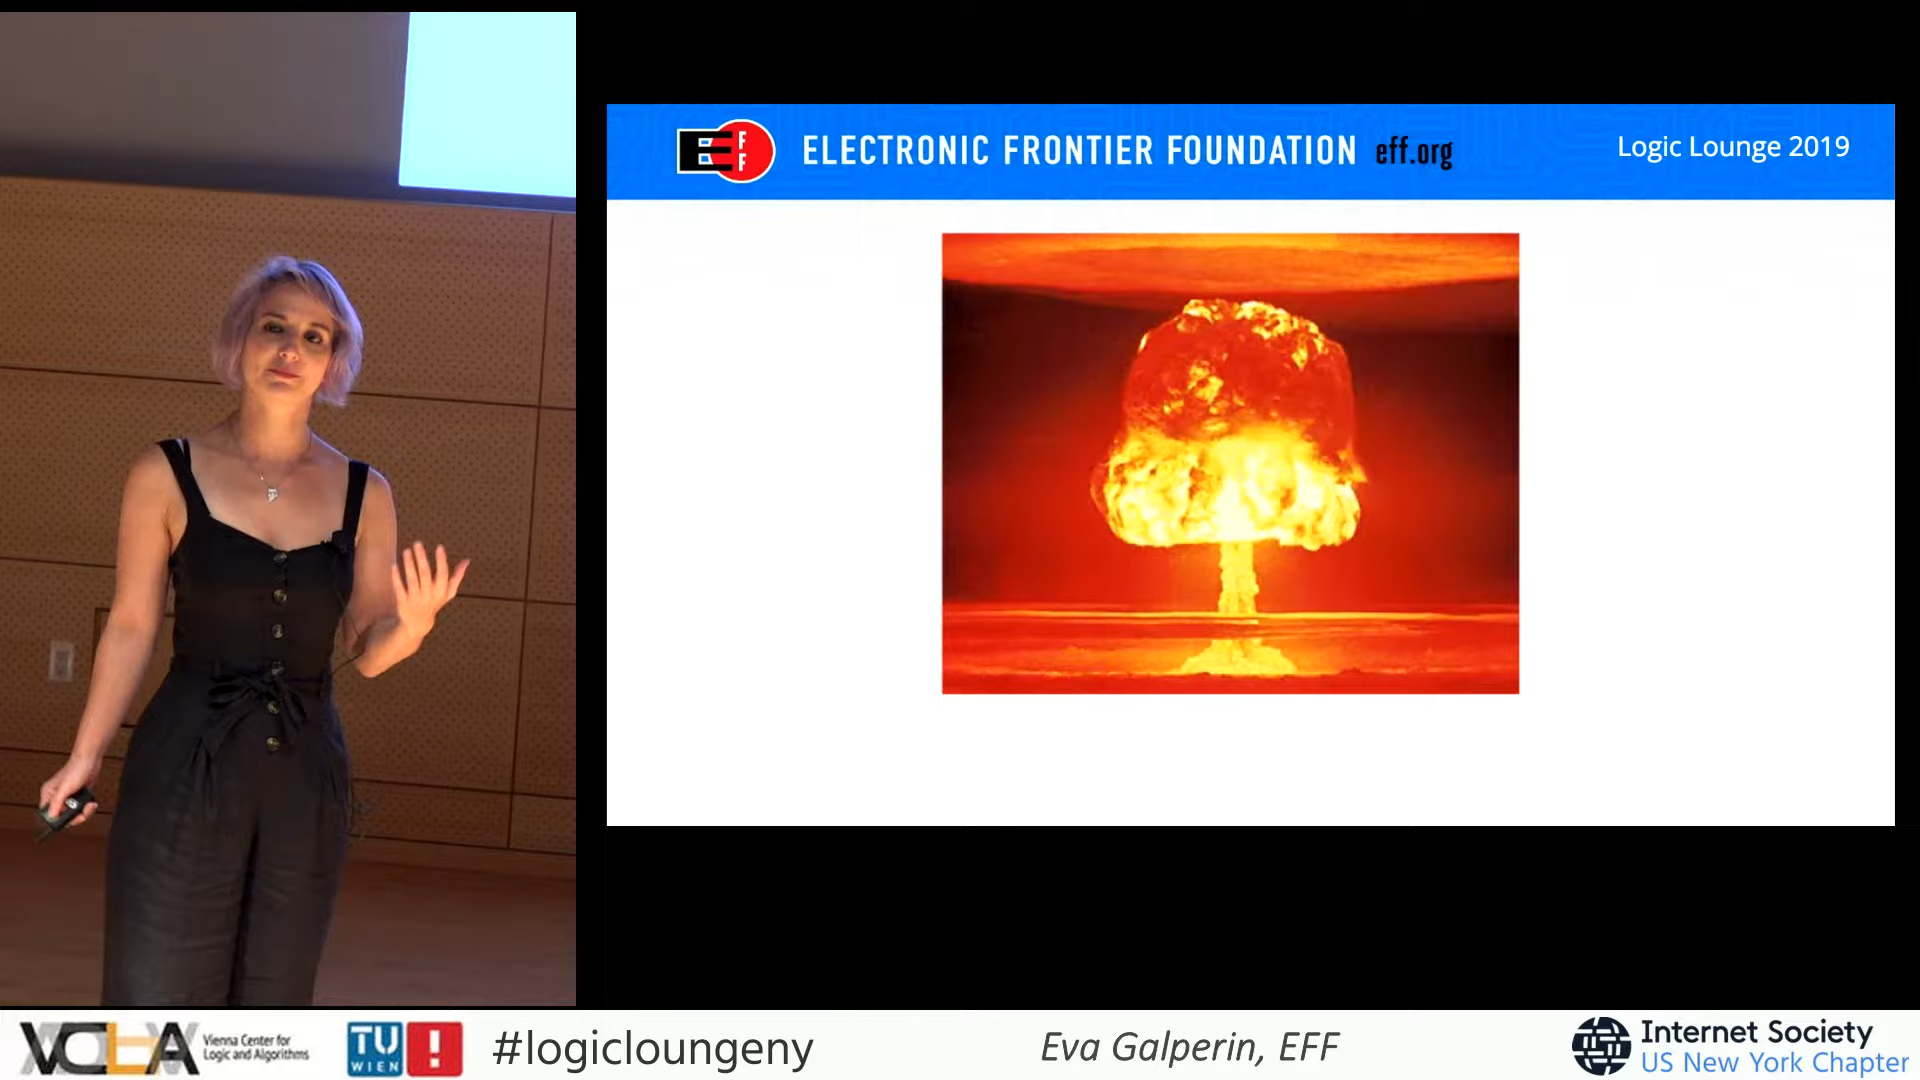 EFF
ELECTRONIC FRONTIER FOUNDATION eff.org
Logic Lounge 2019
VCLA
Vienna Center for
Logic and Algorithms
TU
WIEN
!
#logicloungeny
Eva Galperin, EFF
Internet Society
US New York Chapter